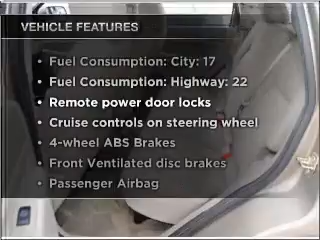 VEHICLE FEATURES
• Fuel Consumption: City: 17
• Fuel Consumption: Highway: 22
• Remote power door locks
• Cruise controls on steering wheel
• 4-wheel ABS Brakes
• Front Ventilated disc brakes
• Passenger Airbag